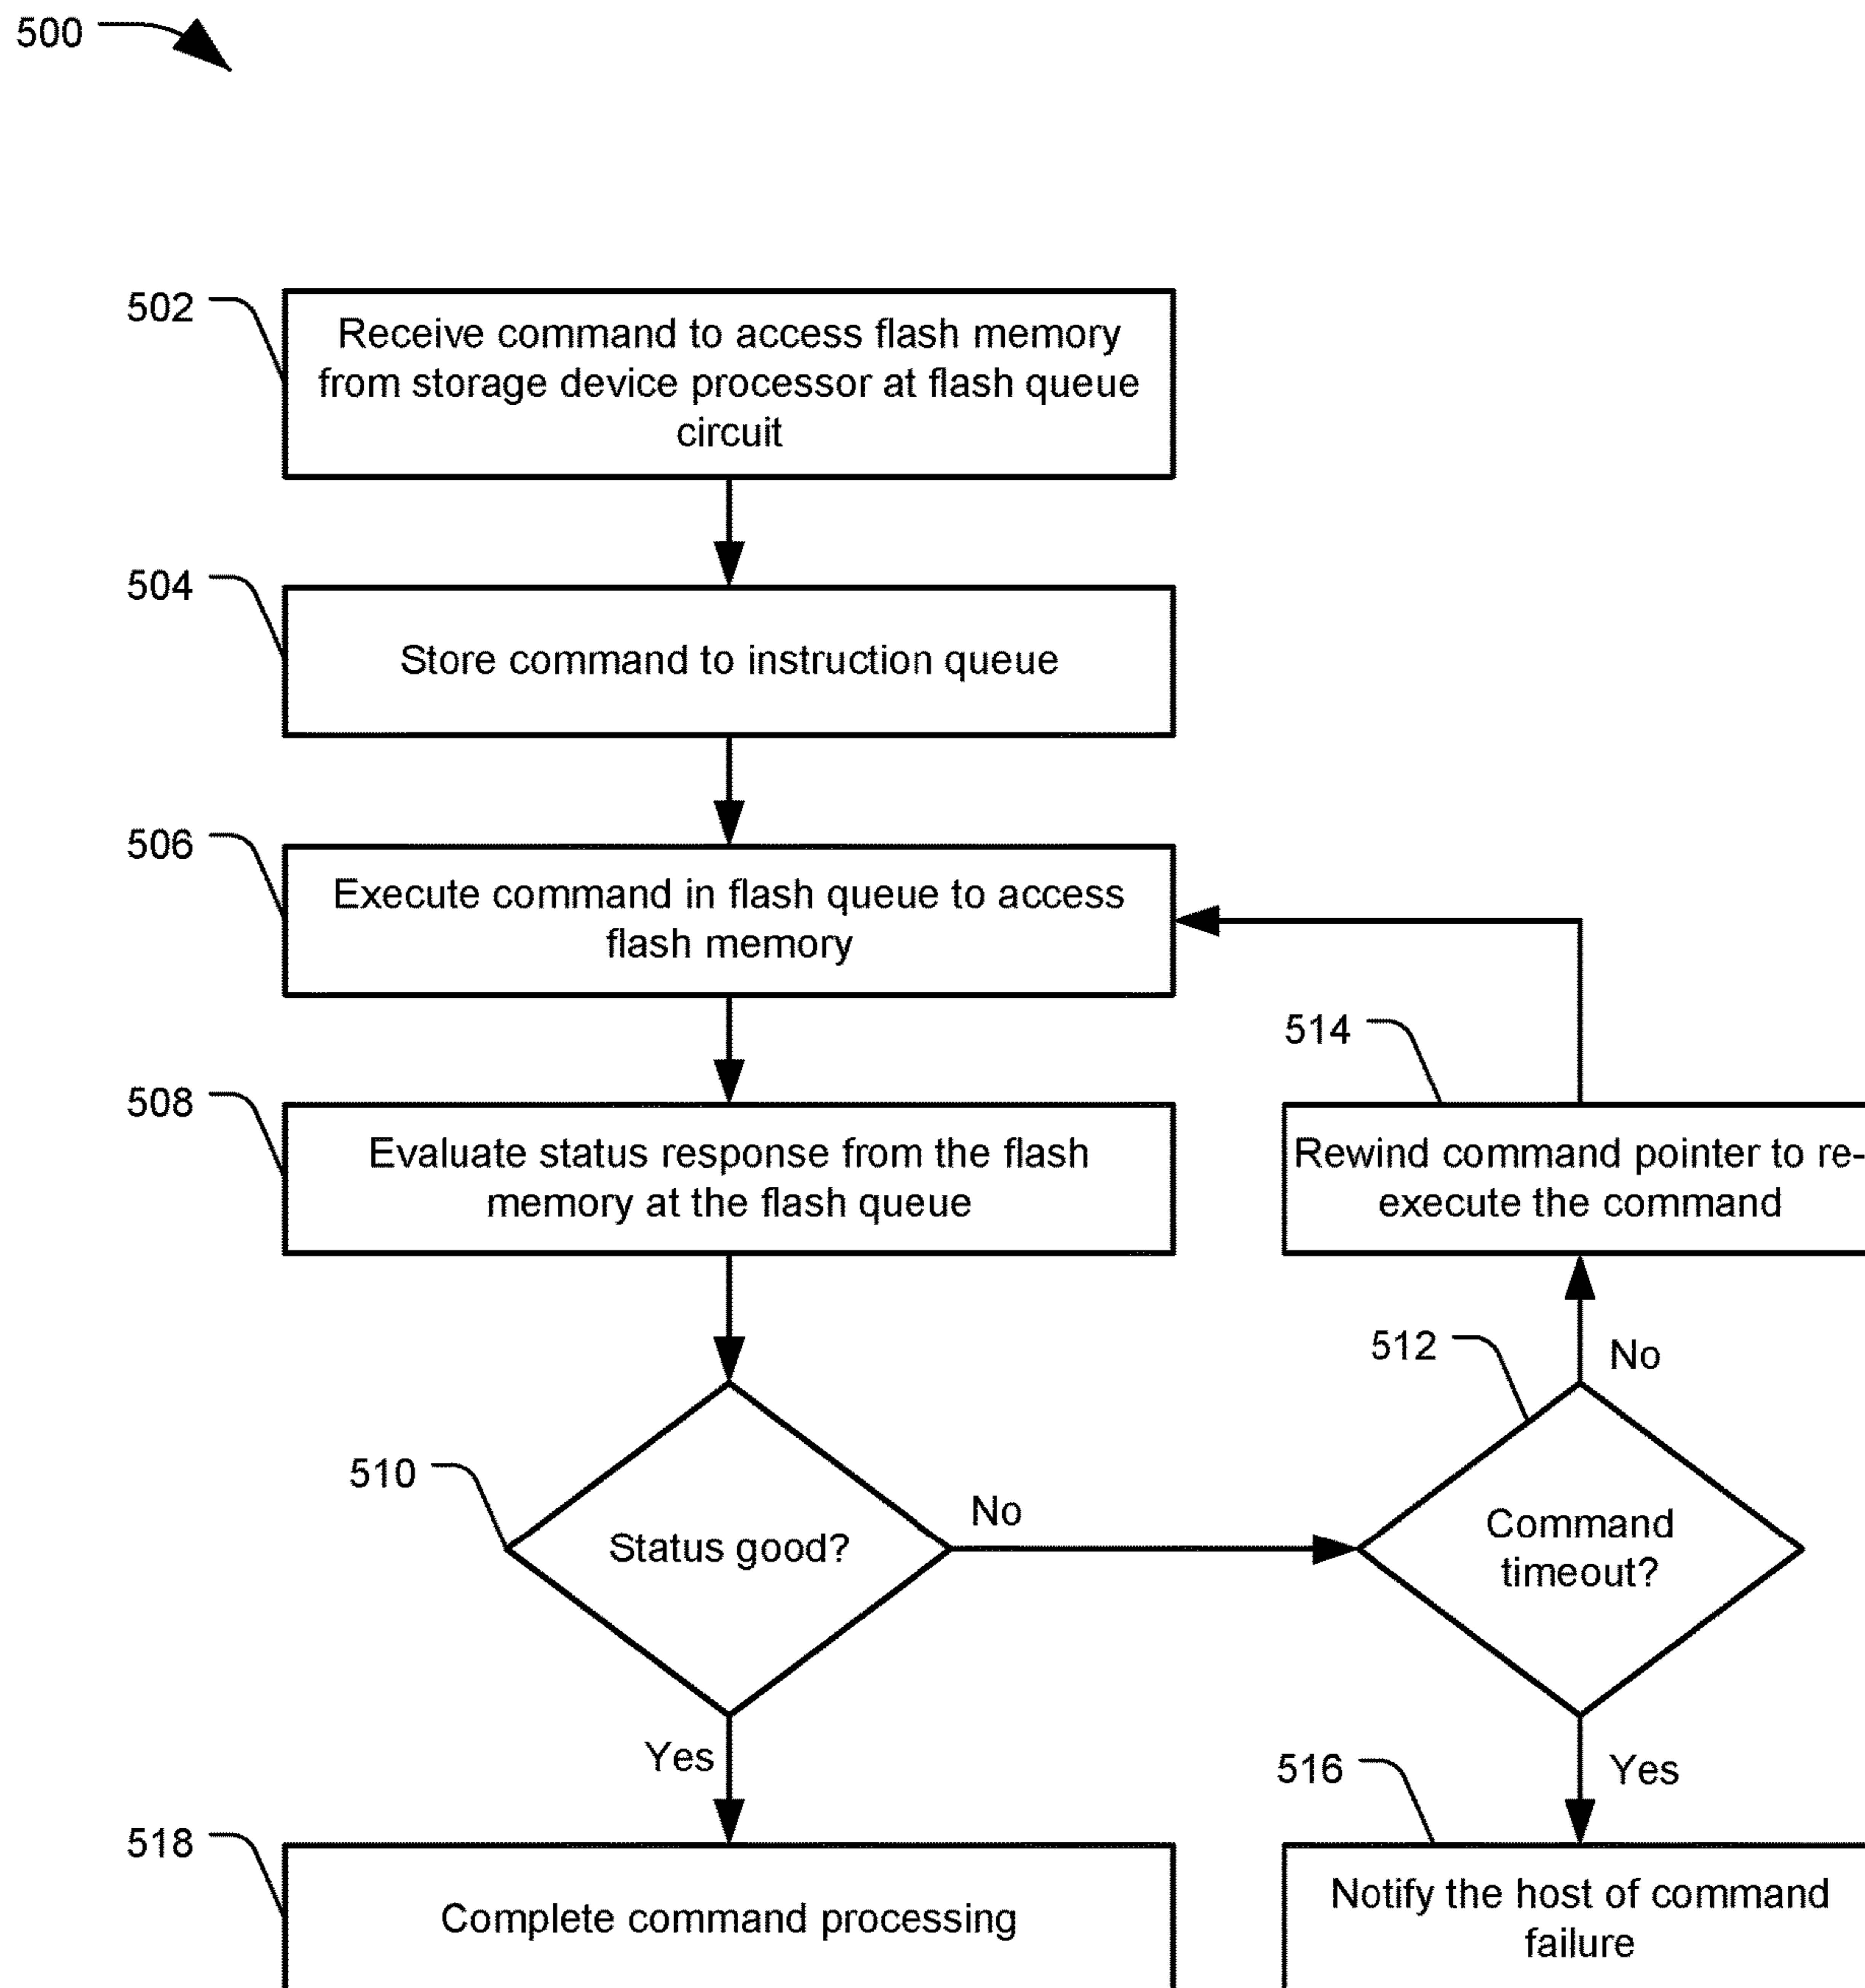 500
502
Receive command to access flash memory
from storage device processor at flash queue
circuit
504
Store command to instruction queue
506
Execute command in flash queue to access
flash memory
508
Evaluate status response from the flash
memory at the flash queue
514
Rewind command pointer to re-
execute the command
510
Status good?
No
512
Command
timeout?
No
Yes
Yes
518
Complete command processing
516
Notify the host of command
failure